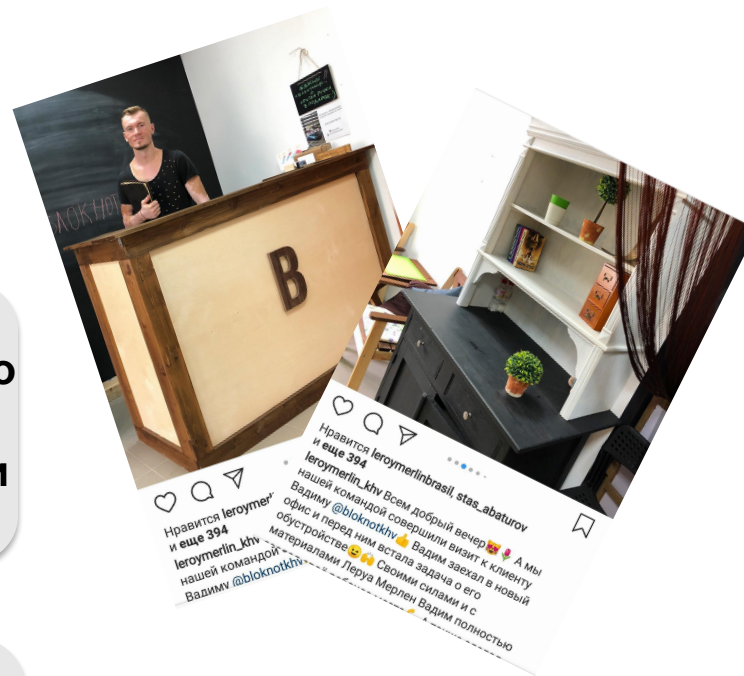 О
И
В
Нравится leroymer
и еще 394
leroymerlin_khv
нашей командой
Вадиму @bloknotkhv
Нравится leroymerlinbrasil, stas_abaturov
и еще 394
leroymerlin_khv Всем добрый вечер😻🌷 А мы
нашей командой совершили визит к клиенту
Вадиму @bloknotkhv👍 Вадим заехал в новый
офис и перед ним встала задача о его
обустройстве😉🙌 Своими силами и с
материалами Леруа Мерлен Вадим полностью